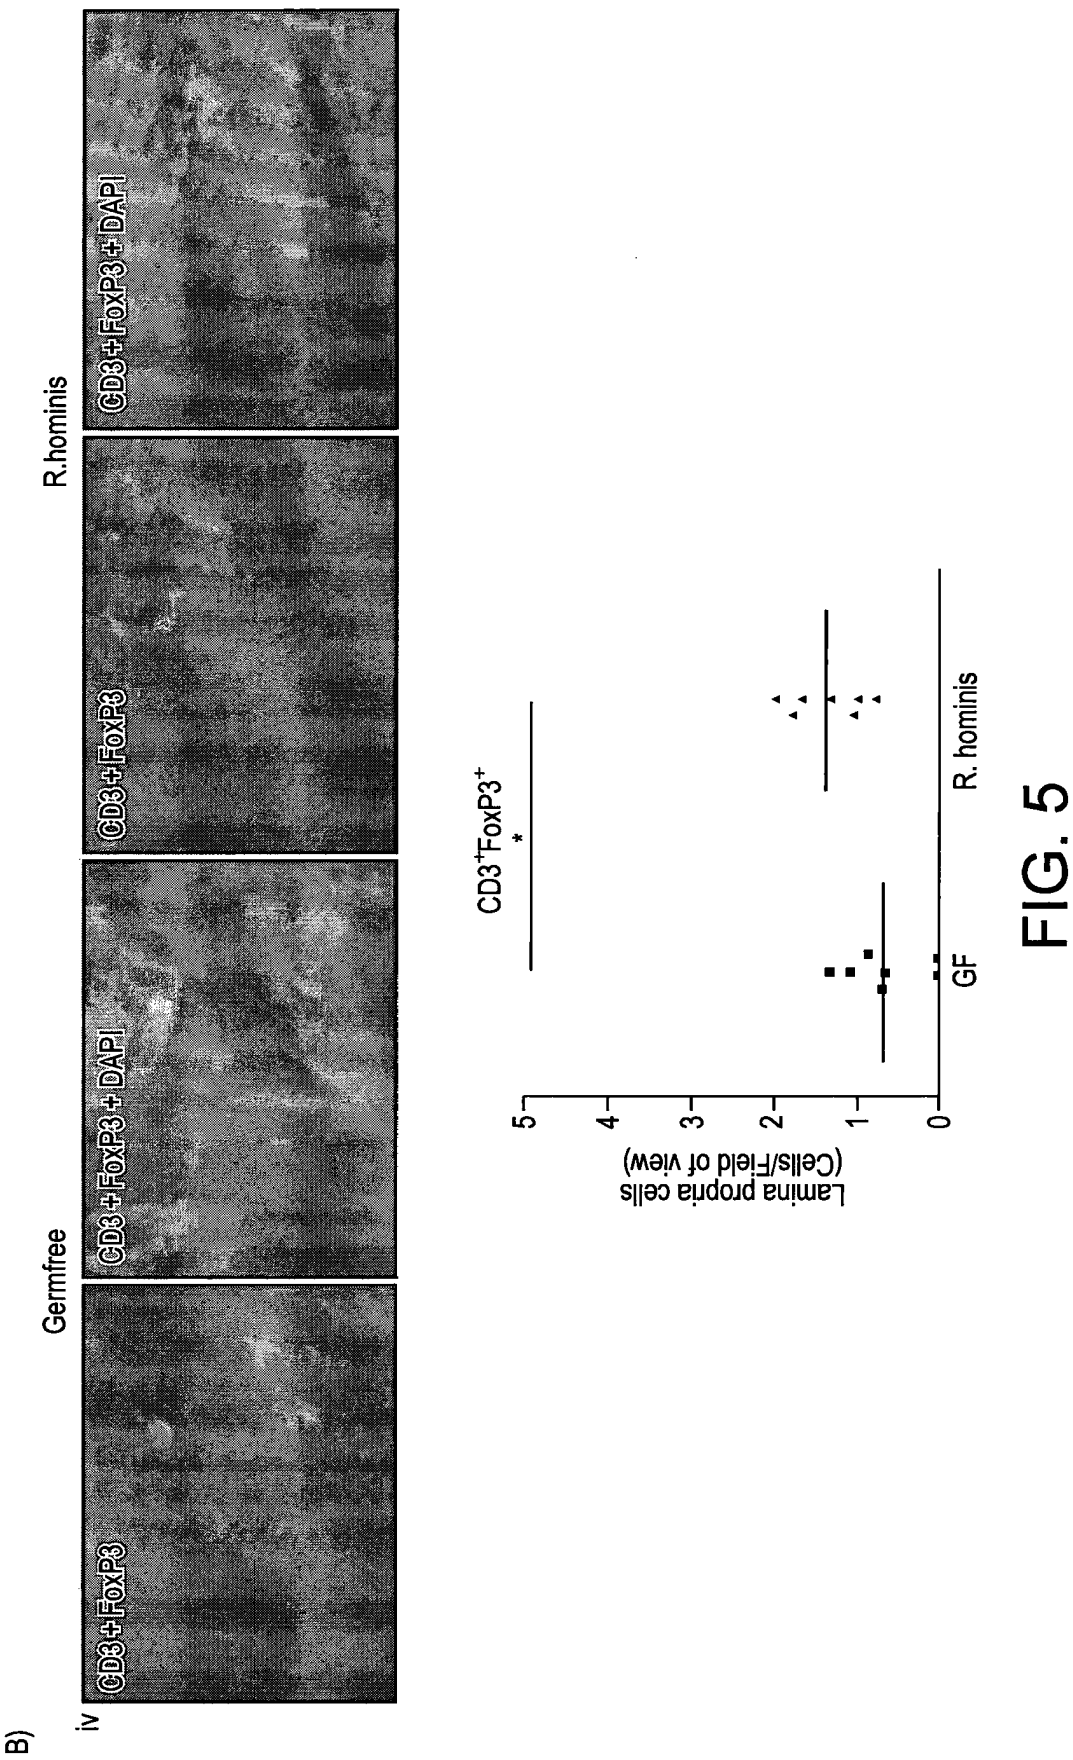 B)
iv
Germfree
R.hominis
CD3 + FoxP3
CD3 + FoxP3 + DAPI
CD3 + FoxP3
CD3 + FoxP3 + DAPI
CD3⁺FoxP3⁺
*
Lamina propria cells
(Cells/Field of view)
5
4
3
2
1
0
GF
R. hominis
FIG. 5